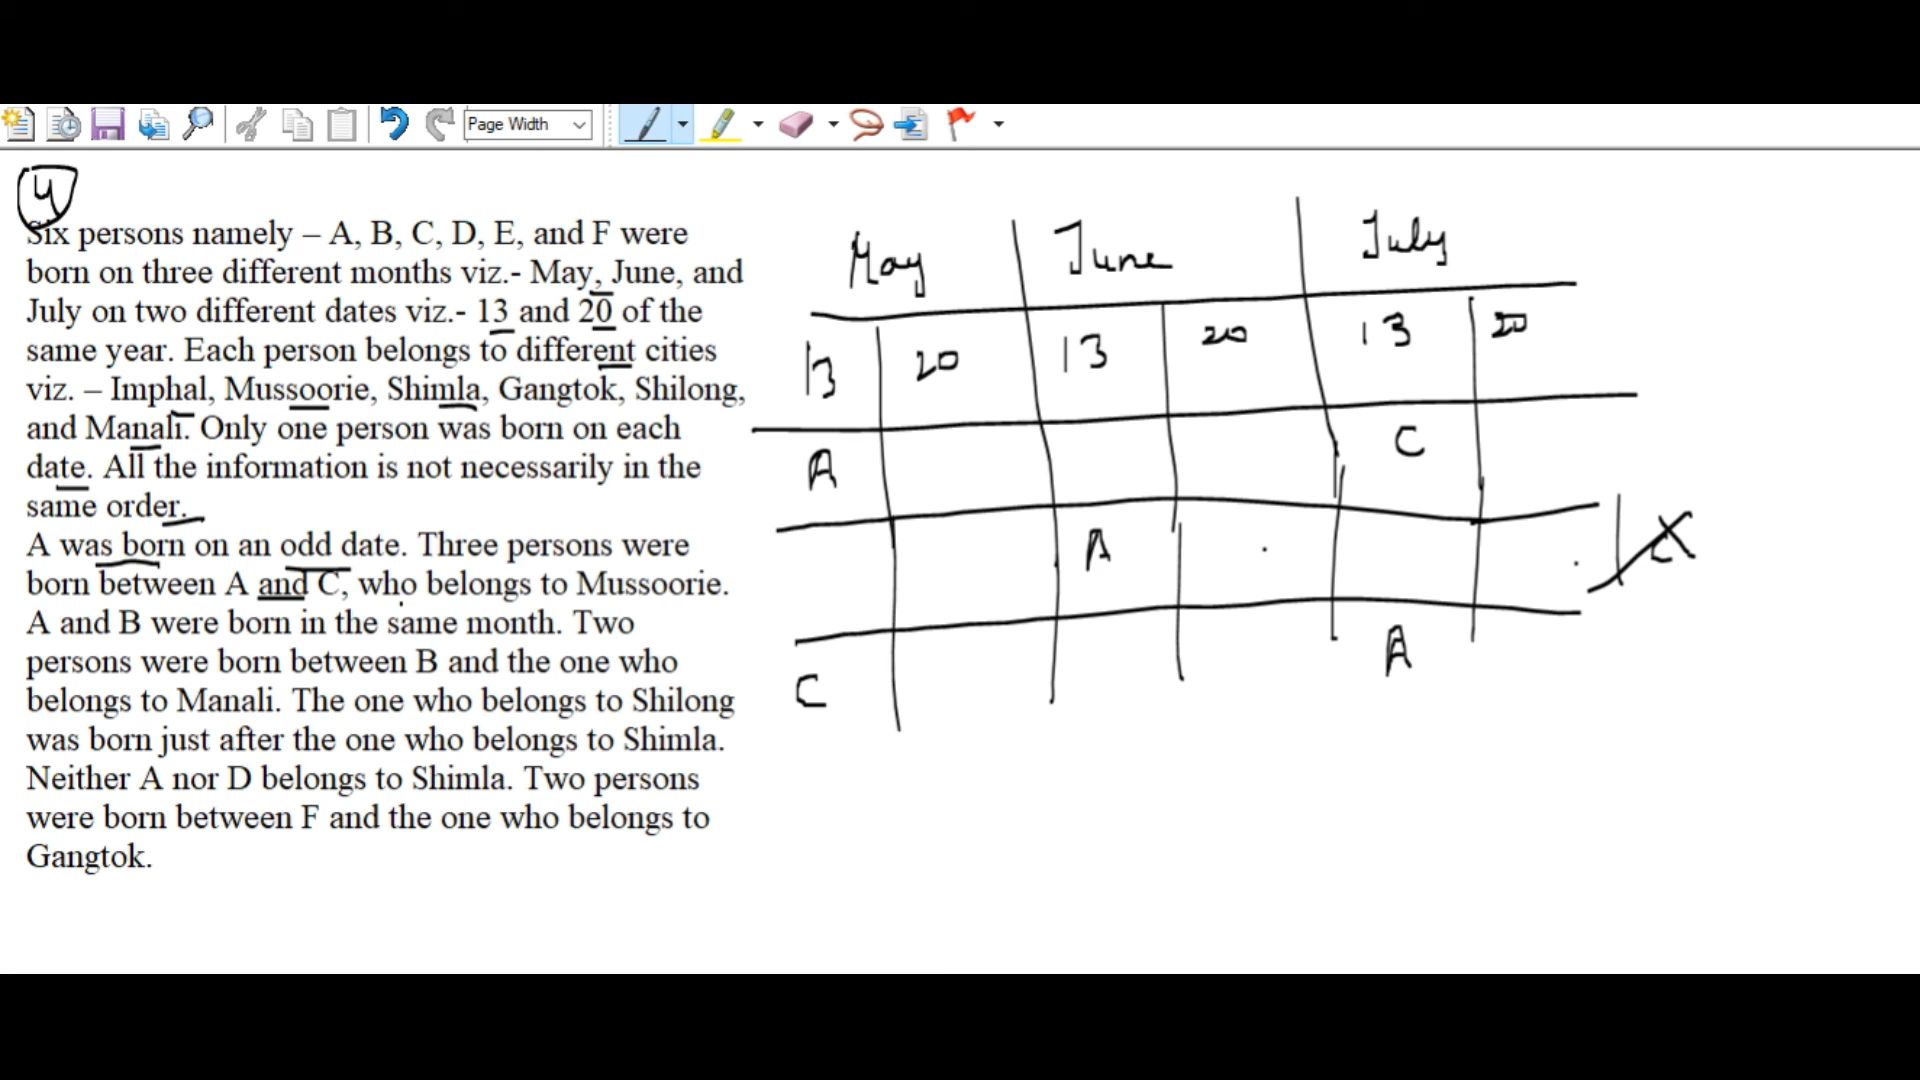 Page Width
4
Six persons namely – A, B, C, D, E, and F were
born on three different months viz.- May, June, and
July on two different dates viz.- 13 and 20 of the
same year. Each person belongs to different cities
viz. – Imphal, Mussoorie, Shimla, Gangtok, Shilong,
and Manali. Only one person was born on each
date. All the information is not necessarily in the
same order.
A was born on an odd date. Three persons were
born between A and C, who belongs to Mussoorie.
A and B were born in the same month. Two
persons were born between B and the one who
belongs to Manali. The one who belongs to Shilong
was born just after the one who belongs to Shimla.
Neither A nor D belongs to Shimla. Two persons
were born between F and the one who belongs to
Gangtok.
May June July
13 20 13 20 13 20
A C
A C
C A